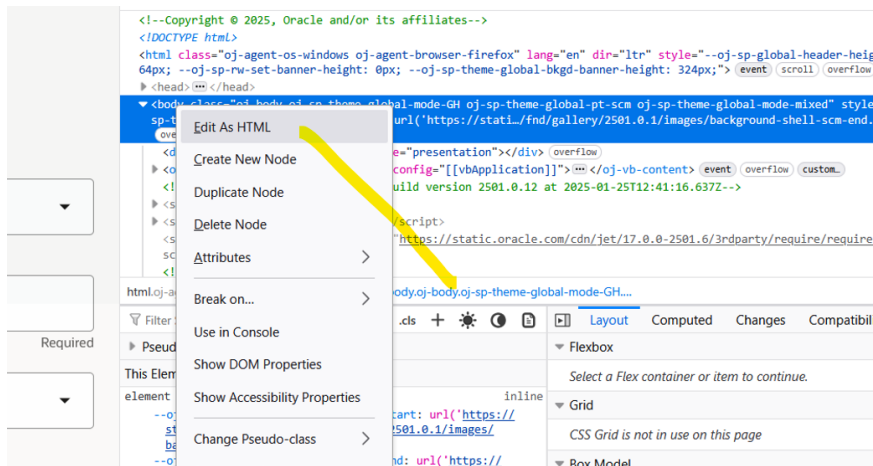 <!--Copyright © 2025, Oracle and/or its affiliates-->
<!DOCTYPE html>
<html class="oj-agent-os-windows oj-agent-browser-firefox" lang="en" dir="ltr" style="--oj-sp-global-header-heig
64px; --oj-sp-rw-set-banner-height: 0px; --oj-sp-theme-global-bkgd-banner-height: 324px;"> event scroll overflow
<head> ••• </head>
<body class="oj-body oj-sp-theme-global-mode-GH oj-sp-theme-global-pt-scm oj-sp-theme-global-mode-mixed" style
sp-t url('https://stati…/fnd/gallery/2501.0.1/images/background-shell-scm-end.
ove
<d e="presentation"></div> overflow
<o config="[[vbApplication]]"> ••• </oj-vb-content> event overflow custom…
<! uild version 2501.0.12 at 2025-01-25T12:41:16.637Z-->
<s
<s /script>
<s "https://static.oracle.com/cdn/jet/17.0.0-2501.6/3rdparty/require/require
sc
<!
Edit As HTML
Create New Node
Duplicate Node
Delete Node
Attributes
Break on...
Use in Console
Show DOM Properties
Show Accessibility Properties
Change Pseudo-class
Required
html.oj-a ody.oj-body.oj-sp-theme-global-mode-GH....
Filter .cls
Layout Computed Changes Compatibil
Pseud
This Elem
element inline
--o tart: url('https://
st 2501.0.1/images/
ba
--o nd: url('https://
Flexbox
Select a Flex container or item to continue.
Grid
CSS Grid is not in use on this page
Box Model